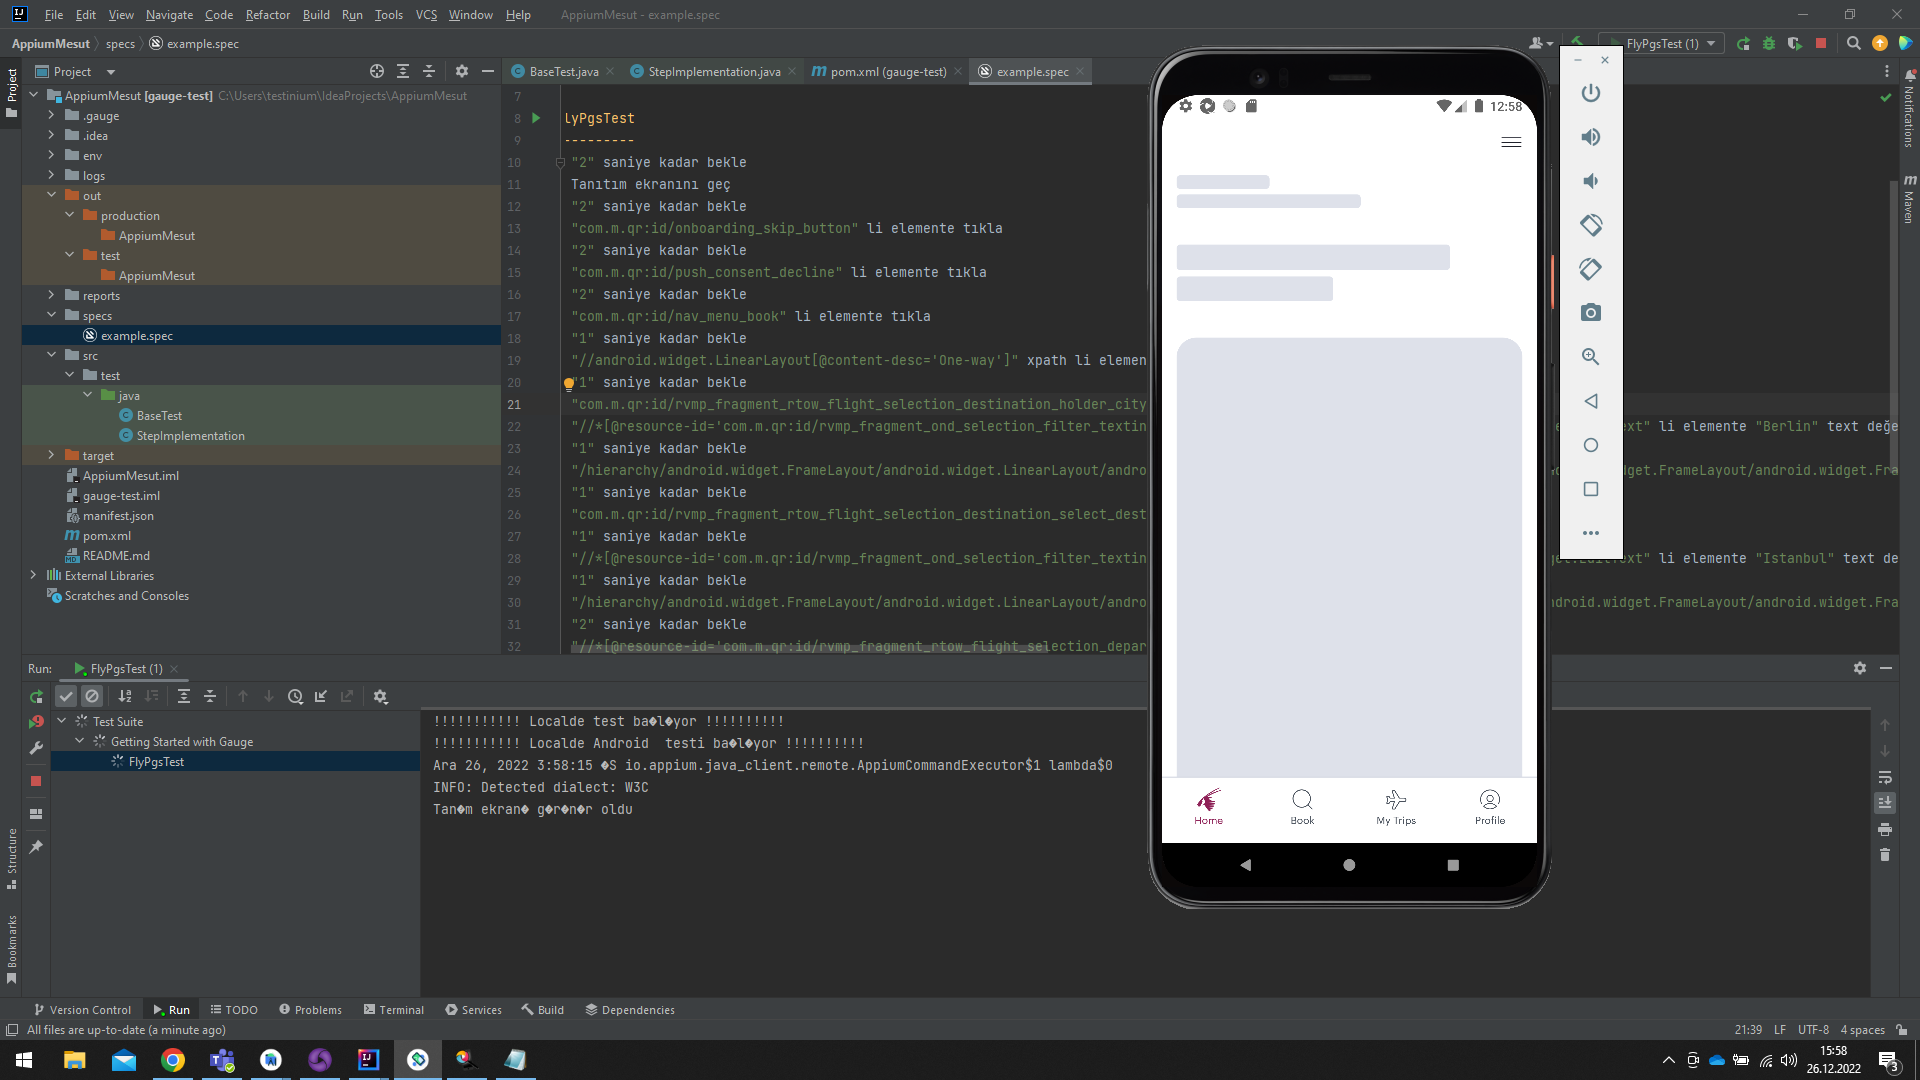 File Edit View Navigate Code Refactor Build Run Tools VCS Window Help AppiumMesut - example.spec
AppiumMesut specs example.spec
FlyPgsTest (1)
Project
BaseTest.java StepImplementation.java pom.xml (gauge-test) example.spec
Project
Structure
Bookmarks
Notifications
Maven
AppiumMesut [gauge-test] C:\Users\testinium\IdeaProjects\AppiumMesut
.gauge
.idea
env
logs
out
production
AppiumMesut
test
AppiumMesut
reports
specs
example.spec
src
test
java
BaseTest
StepImplementation
target
AppiumMesut.iml
gauge-test.iml
manifest.json
pom.xml
README.md
External Libraries
Scratches and Consoles
7
8 lyPgsTest
9 ---------
10 "2" saniye kadar bekle
11 Tanıtım ekranını geç
12 "2" saniye kadar bekle
13 "com.m.qr:id/onboarding_skip_button" li elemente tıkla
14 "2" saniye kadar bekle
15 "com.m.qr:id/push_consent_decline" li elemente tıkla
16 "2" saniye kadar bekle
17 "com.m.qr:id/nav_menu_book" li elemente tıkla
18 "1" saniye kadar bekle
19 "//android.widget.LinearLayout[@content-desc='One-way']" xpath li elemen
20 "1" saniye kadar bekle
21 "com.m.qr:id/rvmp_fragment_rtow_flight_selection_destination_holder_city
22 "//*[@resource-id='com.m.qr:id/rvmp_fragment_ond_selection_filter_textin ext" li elemente "Berlin" text değe
23 "1" saniye kadar bekle
24 "/hierarchy/android.widget.FrameLayout/android.widget.LinearLayout/andro droid.widget.FrameLayout/android.widget.Fra
25 "1" saniye kadar bekle
26 "com.m.qr:id/rvmp_fragment_rtow_flight_selection_destination_select_dest
27 "1" saniye kadar bekle
28 "//*[@resource-id='com.m.qr:id/rvmp_fragment_ond_selection_filter_textin li elemente "Istanbul" text de
29 "1" saniye kadar bekle
30 "/hierarchy/android.widget.FrameLayout/android.widget.LinearLayout/andro droid.widget.FrameLayout/android.widget.Fra
31 "2" saniye kadar bekle
32 "//*[@resource-id='com.m.qr:id/rvmp_fragment_rtow_flight_selection_depar
12:58
Home Book My Trips Profile
Run: FlyPgsTest (1)
Test Suite
Getting Started with Gauge
FlyPgsTest
!!!!!!!!!!! Localde test ba�l�yor !!!!!!!!!!
!!!!!!!!!!! Localde Android  testi ba�l�yor !!!!!!!!!!
Ara 26, 2022 3:58:15 �S io.appium.java_client.remote.AppiumCommandExecutor$1 lambda$0
INFO: Detected dialect: W3C
Tan�m ekran� g�r�n�r oldu
Version Control Run TODO Problems Terminal Services Build Dependencies
All files are up-to-date (a minute ago)
21:39 LF UTF-8 4 spaces
15:58
26.12.2022
3